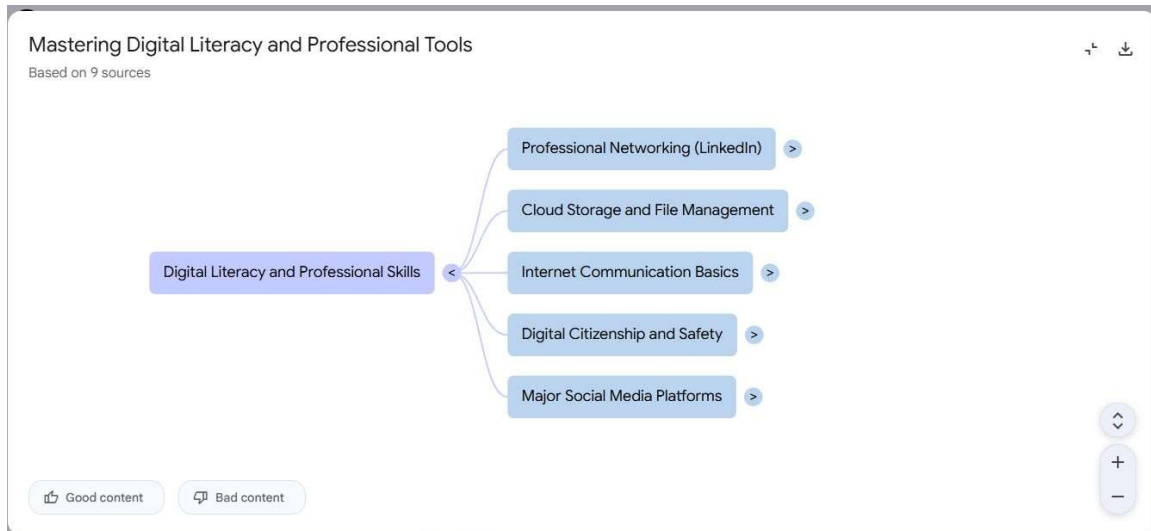 Mastering Digital Literacy and Professional Tools
Based on 9 sources
Professional Networking (LinkedIn) >
Cloud Storage and File Management >
Digital Literacy and Professional Skills <
Internet Communication Basics >
Digital Citizenship and Safety >
Major Social Media Platforms >
Good content
Bad content